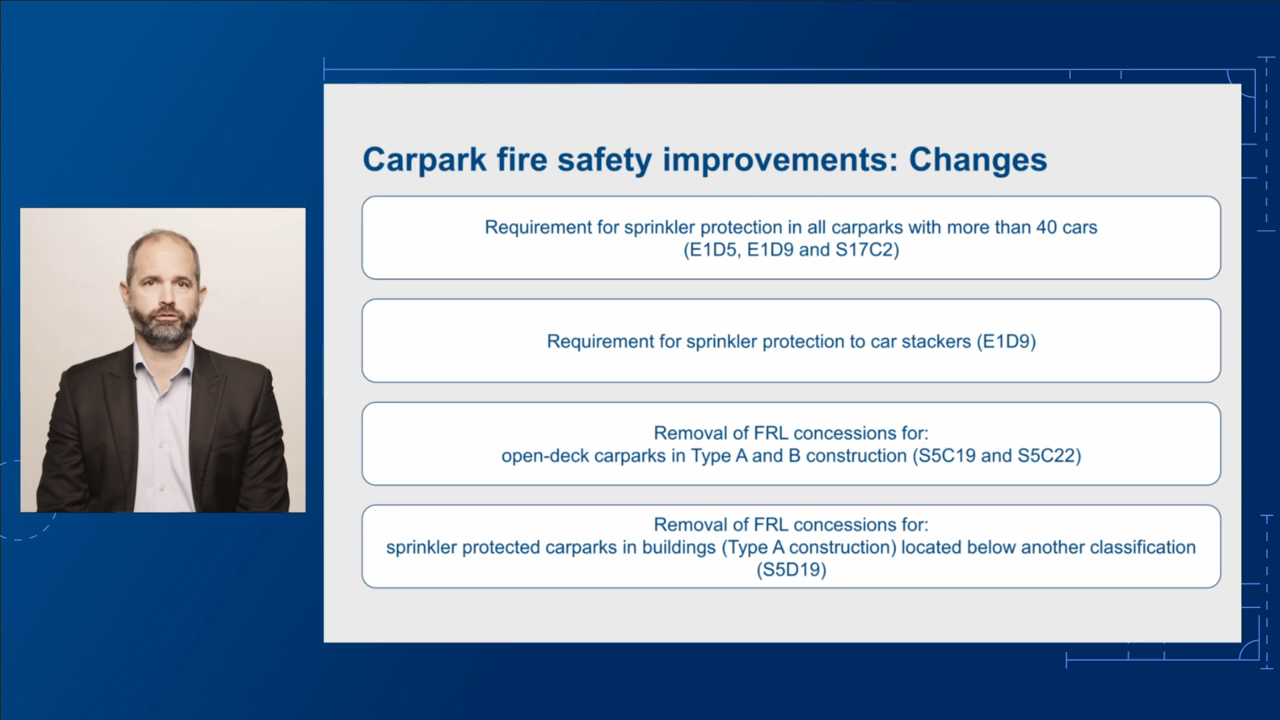 Carpark fire safety improvements: Changes
Requirement for sprinkler protection in all carparks with more than 40 cars
(E1D5, E1D9 and S17C2)
Requirement for sprinkler protection to car stackers (E1D9)
Removal of FRL concessions for:
open-deck carparks in Type A and B construction (S5C19 and S5C22)
Removal of FRL concessions for:
sprinkler protected carparks in buildings (Type A construction) located below another classification
(S5D19)